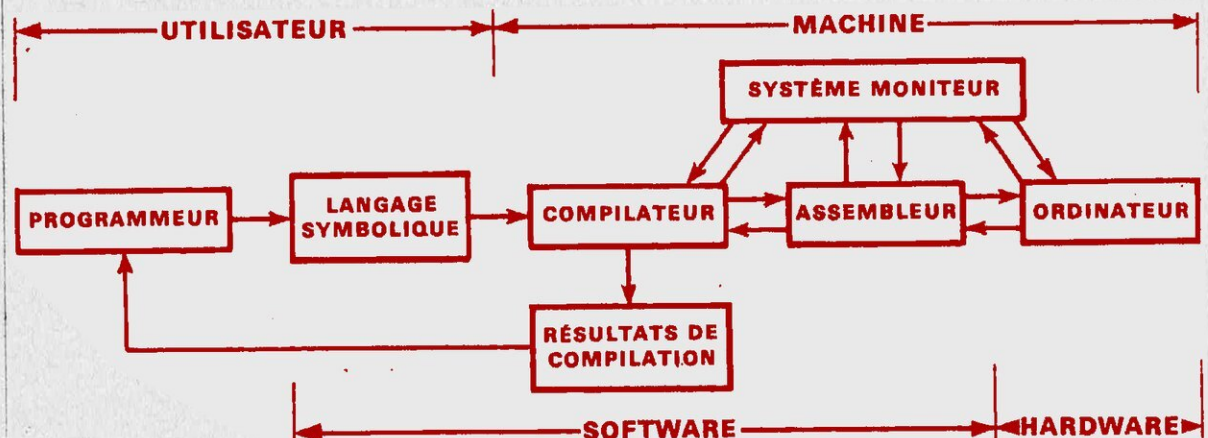 UTILISATEUR
MACHINE
SYSTÈME MONITEUR
PROGRAMMEUR
LANGAGE
SYMBOLIQUE
COMPILATEUR
ASSEMBLEUR
ORDINATEUR
RÉSULTATS DE
COMPILATION
SOFTWARE
HARDWARE